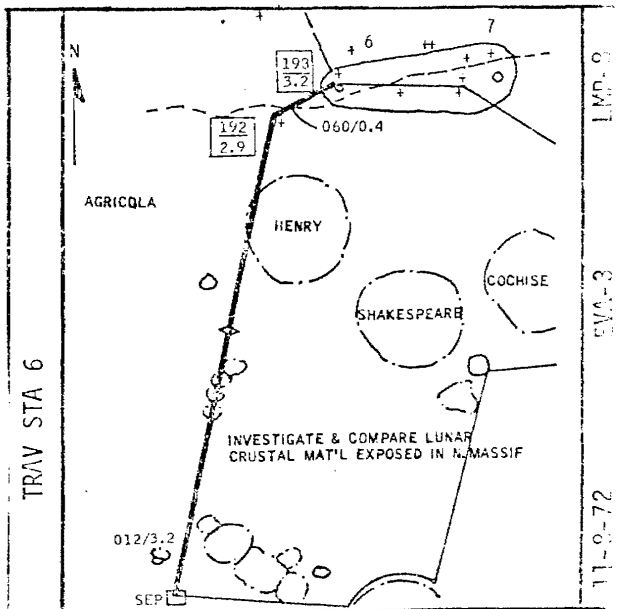 N
6
7
193
3.2
192
2.9
060/0.4
AGRICOLA
HENRY
COCHISE
SHAKESPEARE
INVESTIGATE & COMPARE LUNAR
CRUSTAL MAT'L EXPOSED IN N.MASSIF
012/3.2
SEP
TRAV STA 6
EVA-3